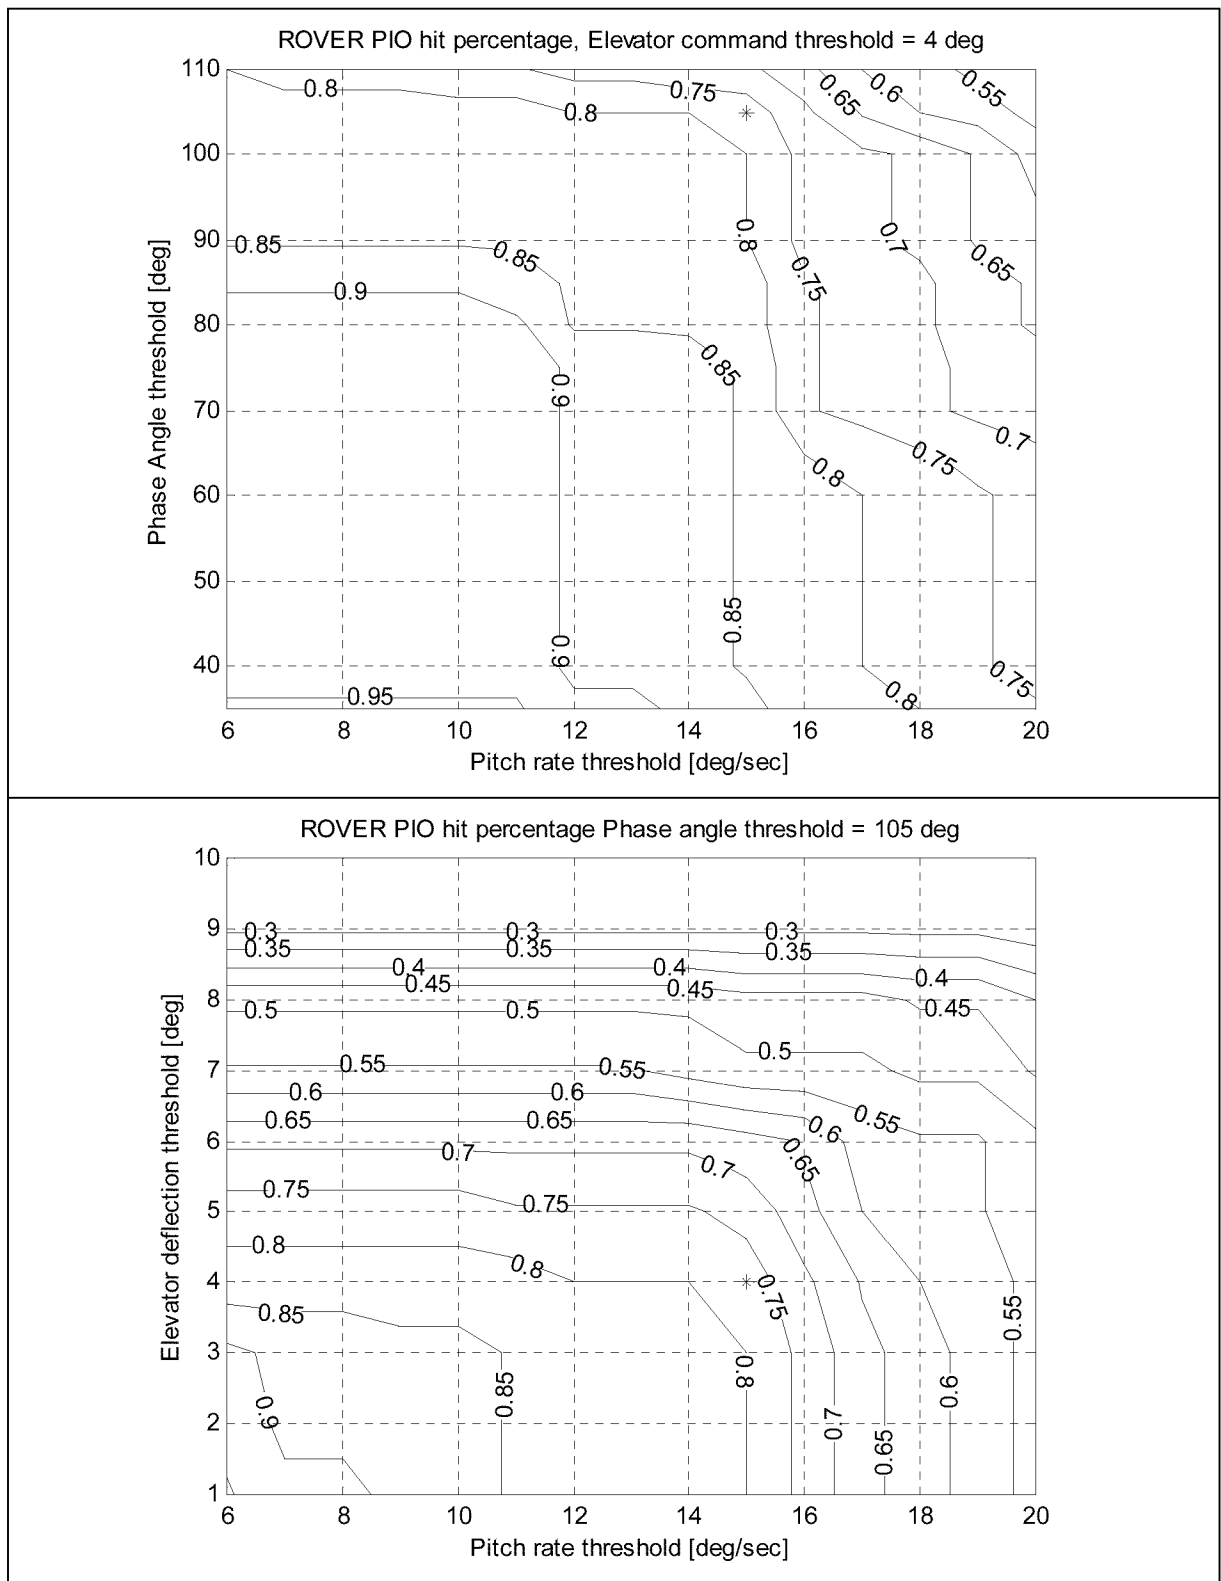 ROVER PIO hit percentage, Elevator command threshold = 4 deg
110
100
90
80
70
60
50
40
Phase Angle threshold [deg]
0.8
0.8
0.75
0.65
0.6
0.55
0.85
0.85
0.8
0.75
0.7
0.65
0.9
0.9
0.85
0.8
0.75
0.7
0.9
0.85
0.95
0.8
0.75
6 8 10 12 14 16 18 20
Pitch rate threshold [deg/sec]
ROVER PIO hit percentage Phase angle threshold = 105 deg
10
9
8
7
6
5
4
3
2
1
Elevator deflection threshold [deg]
0.3 0.3 0.3
0.35 0.35 0.35
0.4 0.4 0.4
0.45 0.45 0.45
0.5 0.5 0.5
0.55 0.55 0.55
0.6 0.6 0.6
0.65 0.65 0.65
0.7 0.7
0.75 0.75
0.8 0.8 0.75 0.55
0.85
0.9 0.85 0.8 0.7 0.65 0.6
6 8 10 12 14 16 18 20
Pitch rate threshold [deg/sec]